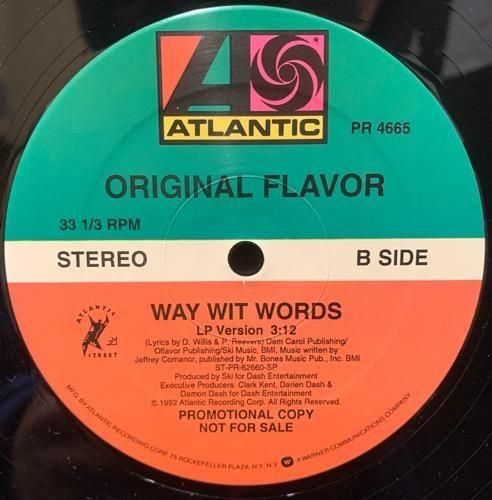 ATLANTIC
PR 4665
ORIGINAL FLAVOR
33 1/3 RPM
STEREO
B SIDE
ATLANTIC
STREET
WAY WIT WORDS
LP Version 3:12
(Lyrics by D. Willis & P. Reevers) Dem Carol Publishing/
Oflavor Publishing/Ski Music, BMI, Music written by
Jeffrey Comanor, published by Mr. Bones Music Pub., Inc. BMI
ST-PR-62660-SP
Produced by Ski for Dash Entertainment
Executive Producers: Clark Kent, Darien Dash &
Damon Dash for Dash Entertainment
© 1992 Atlantic Recording Corp. All Rights Reserved.
PROMOTIONAL COPY
NOT FOR SALE
MFG. BY ATLANTIC RECORDING CORP. 75 ROCKEFELLER PLAZA, N.Y. N.Y. A WARNER COMMUNICATIONS COMPANY